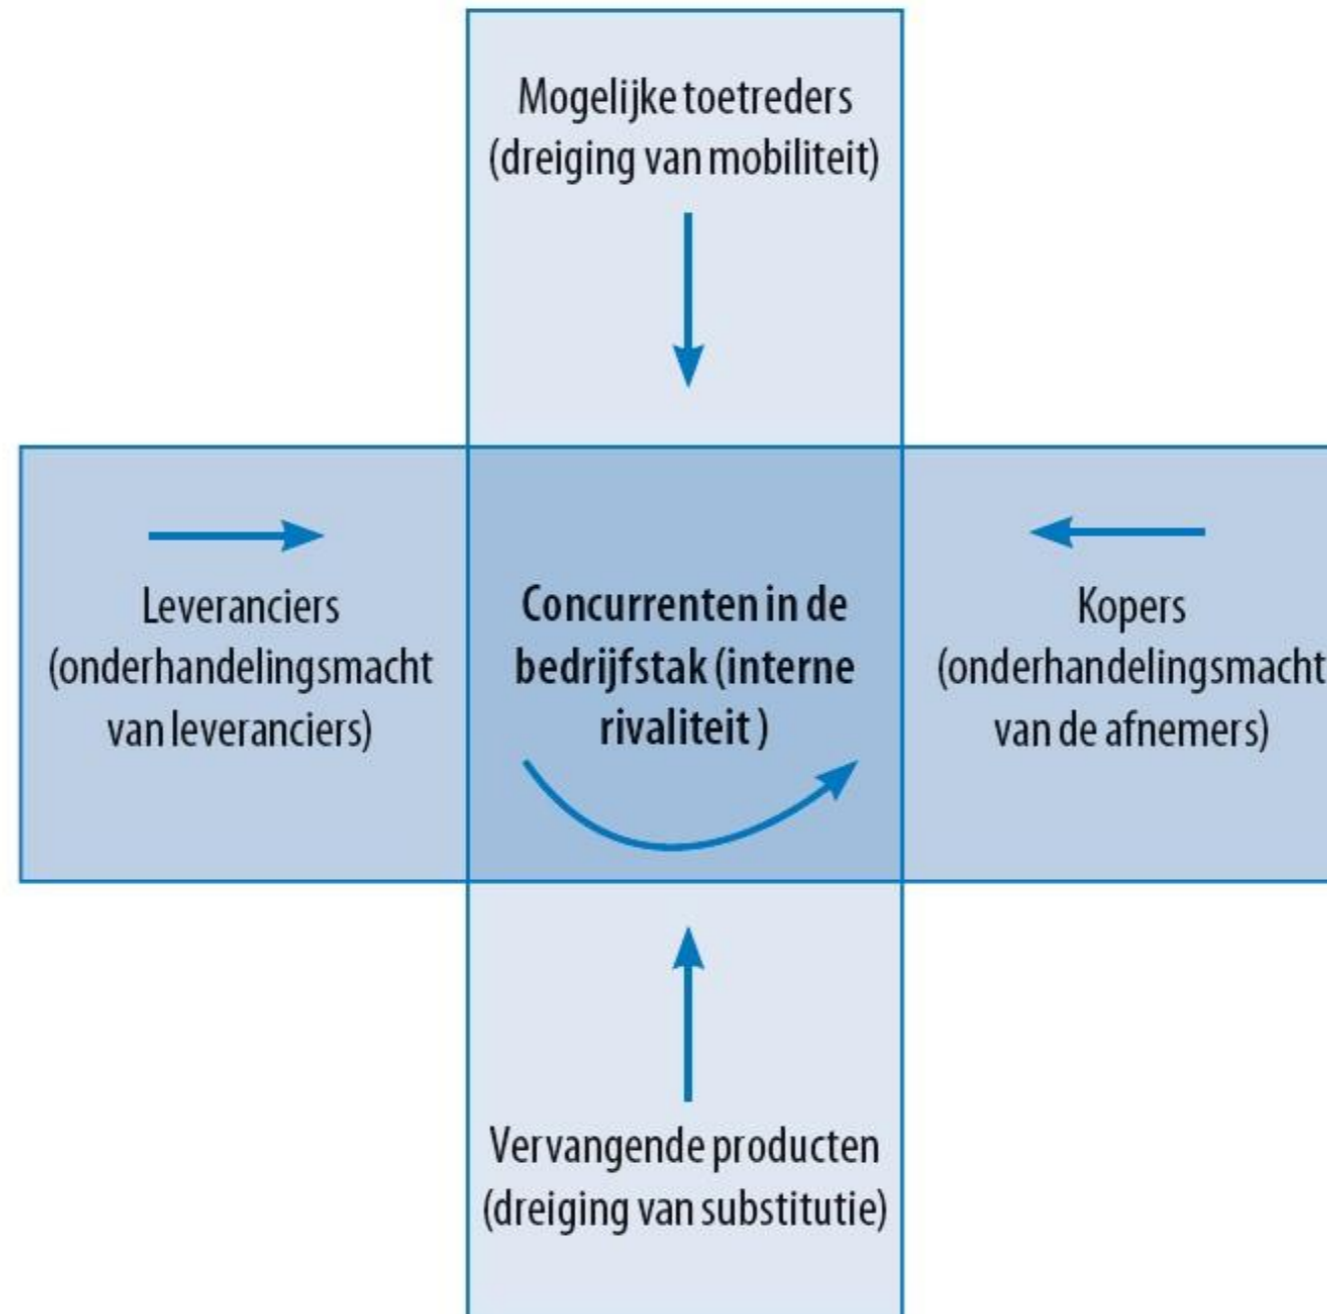 Mogelijke toetreders
(dreiging van mobiliteit)
Leveranciers
(onderhandelingsmacht
van leveranciers)
Concurrenten in de
bedrijfstak (interne
rivaliteit )
Kopers
(onderhandelingsmacht
van de afnemers)
Vervangende producten
(dreiging van substitutie)